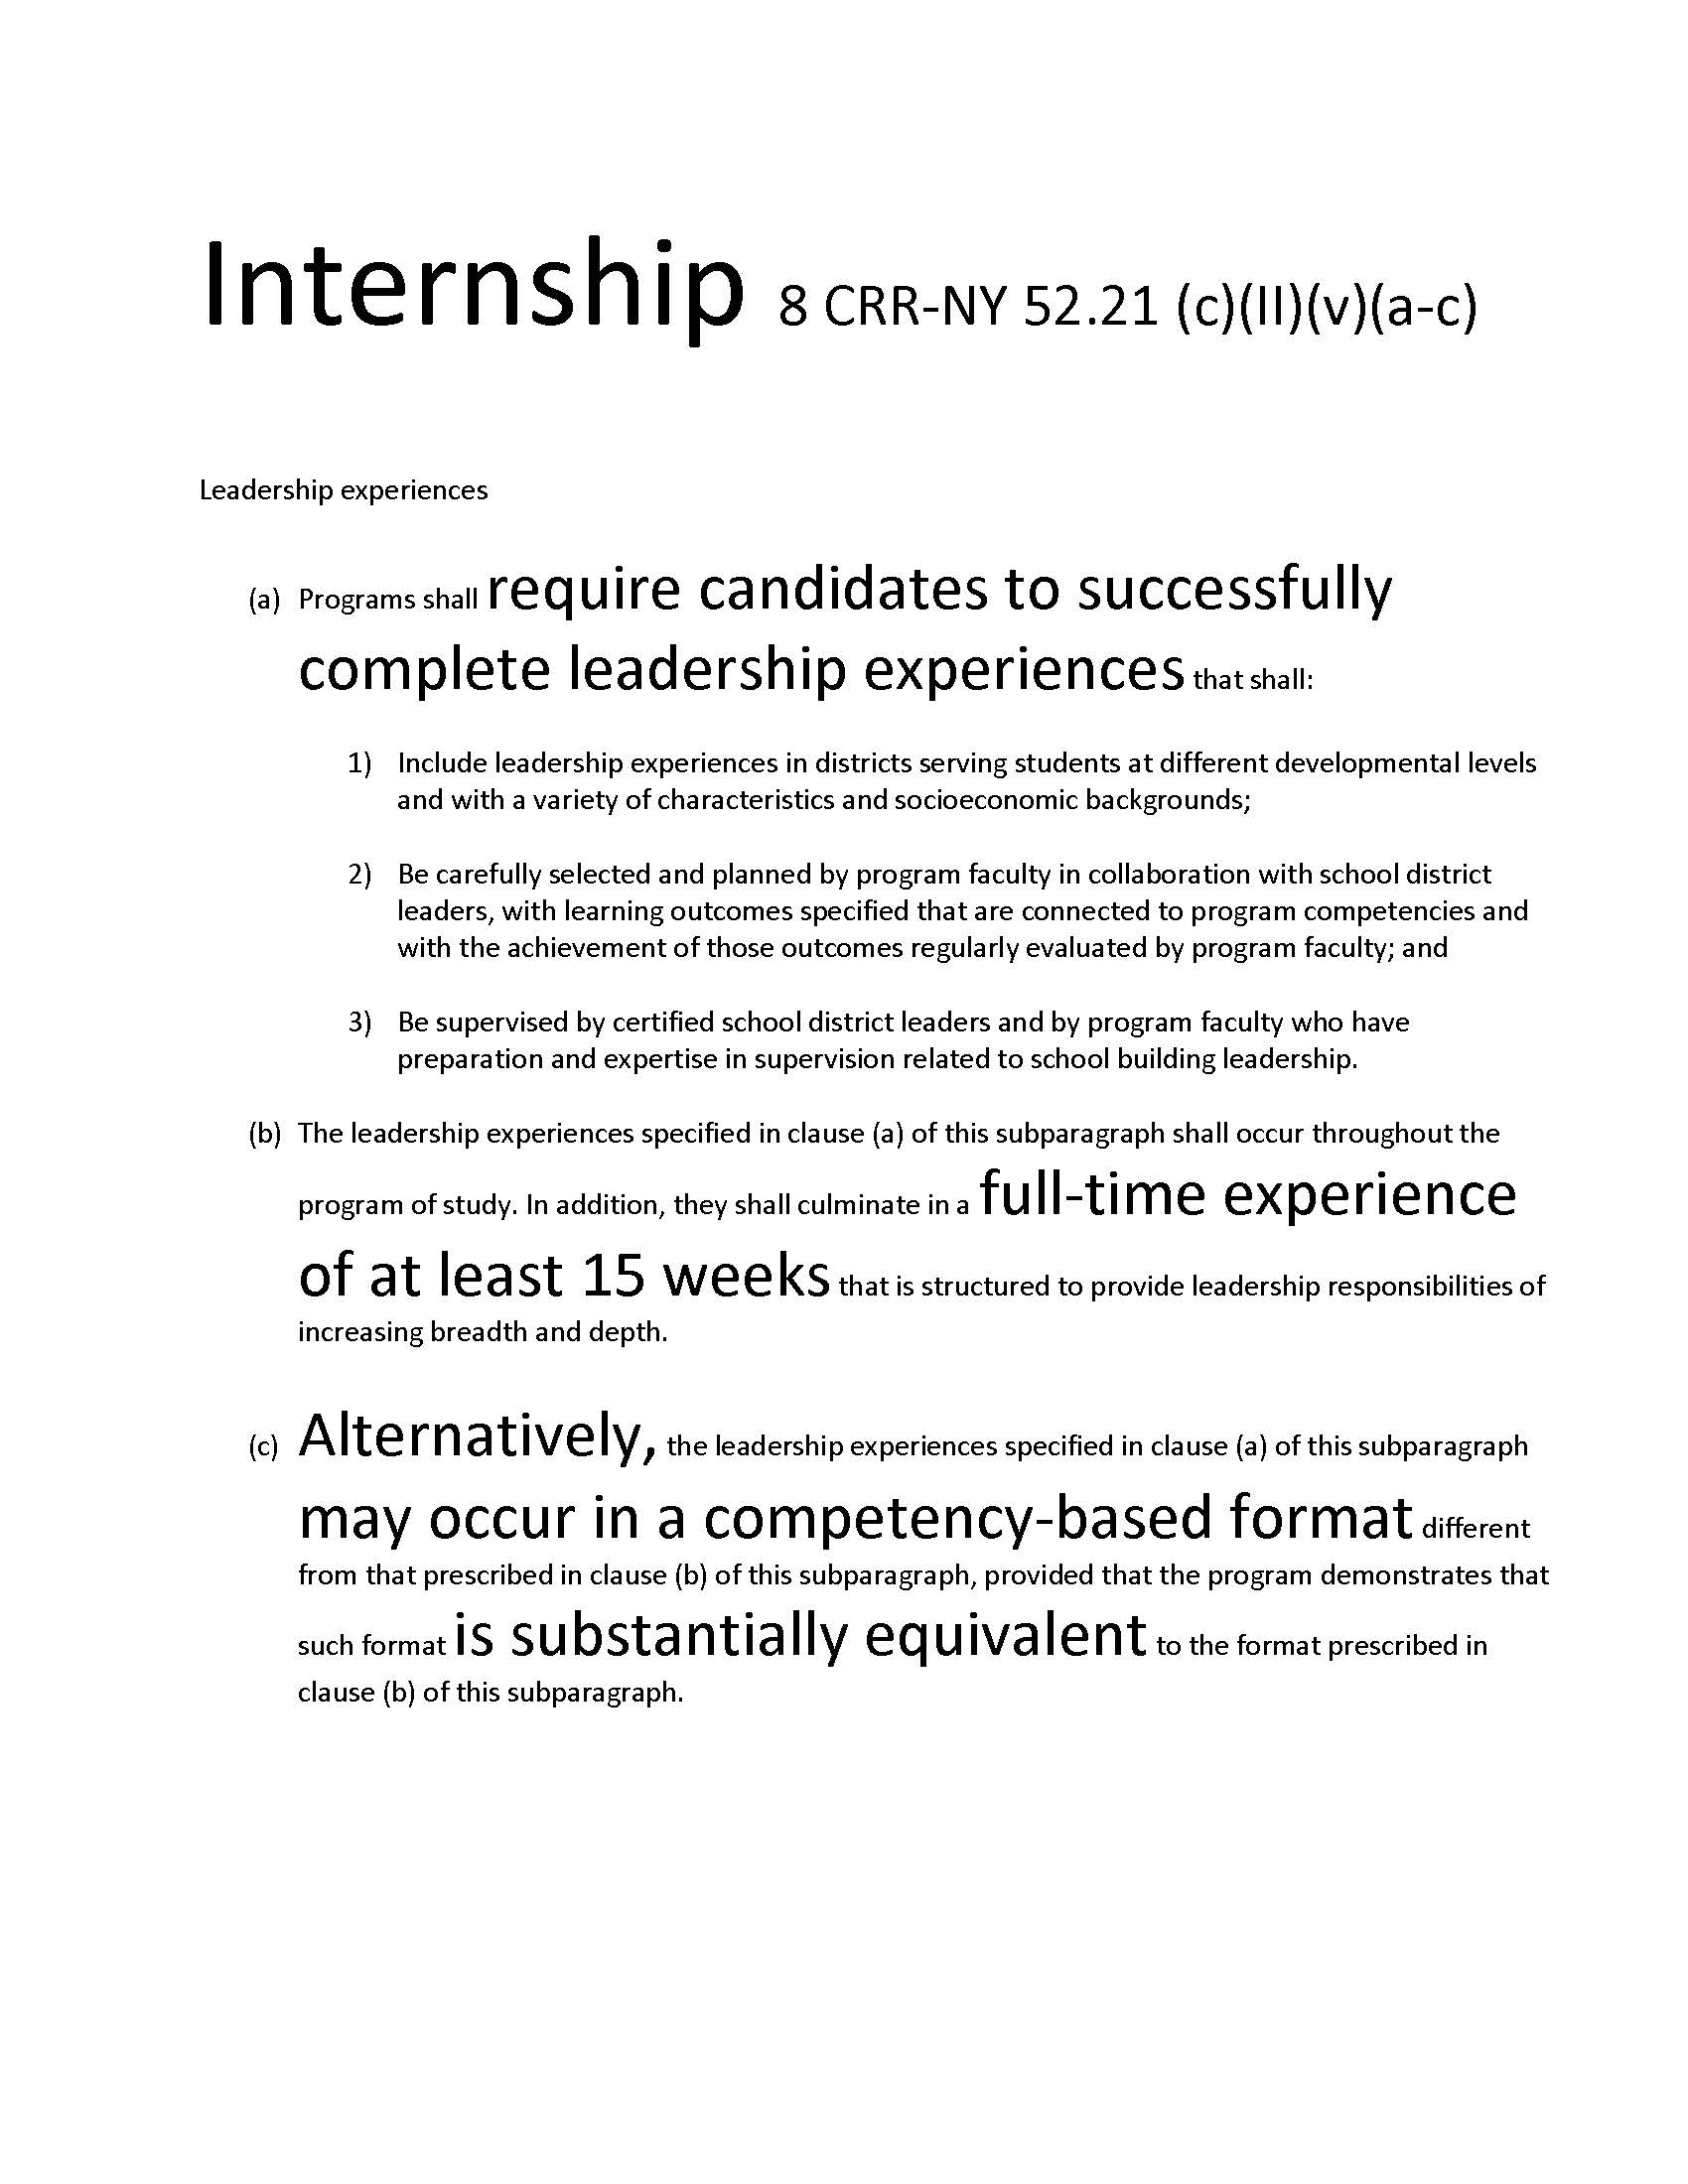 Internship 8 CRR-NY 52.21 (c)(II)(v)(a-c)
Leadership experiences
(a) Programs shall require candidates to successfully
complete leadership experiences that shall:
1) Include leadership experiences in districts serving students at different developmental levels
and with a variety of characteristics and socioeconomic backgrounds;
2) Be carefully selected and planned by program faculty in collaboration with school district
leaders, with learning outcomes specified that are connected to program competencies and
with the achievement of those outcomes regularly evaluated by program faculty; and
3) Be supervised by certified school district leaders and by program faculty who have
preparation and expertise in supervision related to school building leadership.
(b) The leadership experiences specified in clause (a) of this subparagraph shall occur throughout the
program of study. In addition, they shall culminate in a full-time experience
of at least 15 weeks that is structured to provide leadership responsibilities of
increasing breadth and depth.
(c) Alternatively, the leadership experiences specified in clause (a) of this subparagraph
may occur in a competency-based format different
from that prescribed in clause (b) of this subparagraph, provided that the program demonstrates that
such format is substantially equivalent to the format prescribed in
clause (b) of this subparagraph.